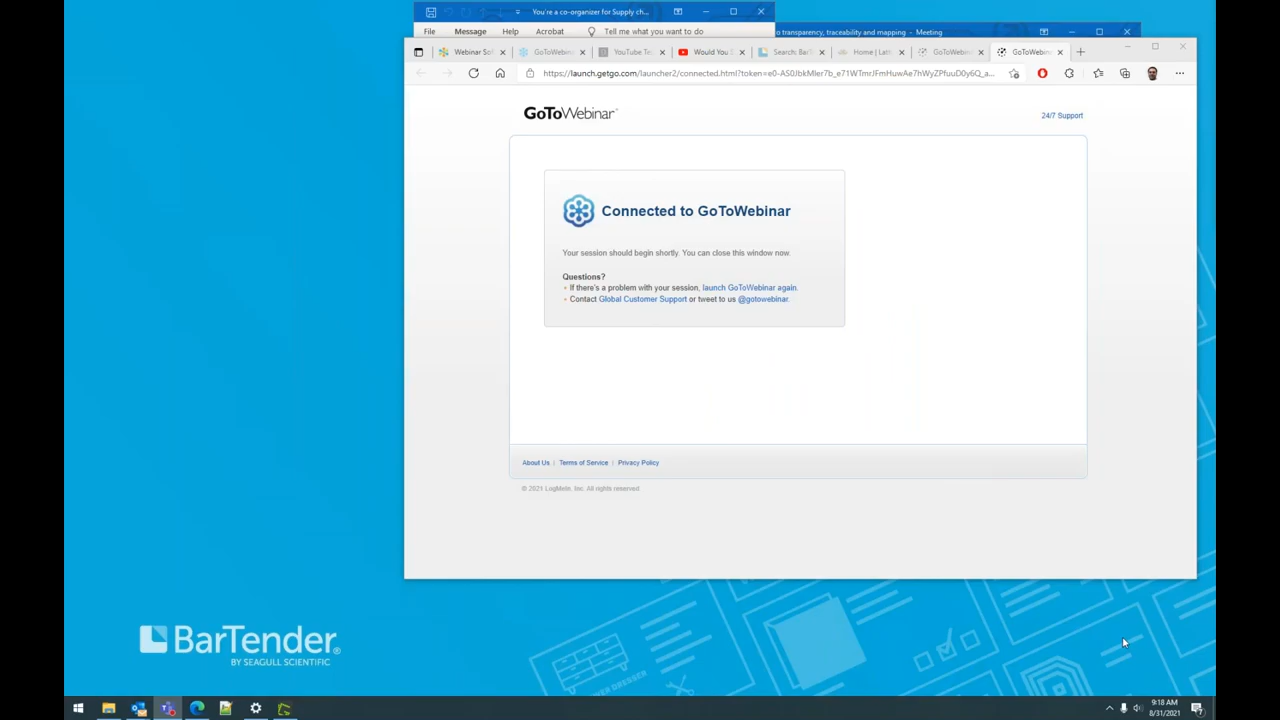 You're a co-organizer for Supply ch...
File Message Help Acrobat Tell me what you want to do
o transparency, traceability and mapping - Meeting
Webinar Sc GoToWebin YouTube Te Would You Search: Bar Home | Latt GoToWebin GoToWebin
https://launch.getgo.com/launcher2/connected.html?token=
GoToWebinar
24/7 Support
Connected to GoToWebinar
Your session should begin shortly. You can close this window now.
Questions?
If there's a problem with your session, launch GoToWebinar again.
Contact Global Customer Support or tweet to us @gotowebinar.
About Us | Terms of Service | Privacy Policy
© 2021 LogMeIn, Inc. All rights reserved
BarTender®
BY SEAGULL SCIENTIFIC
9:18 AM
8/31/2021